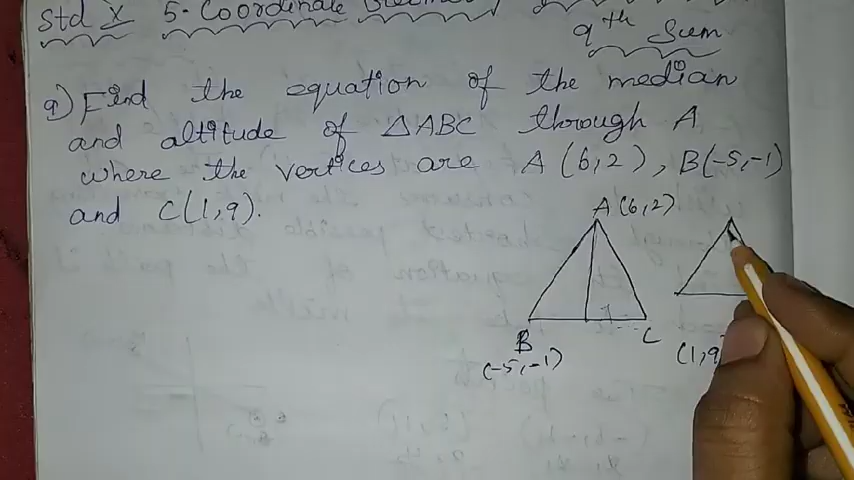 Std X 5. Coordinate
9th Sum
9) Find the equation of the median
and altitude of △ABC through A
where the vertices are A (6,2), B(-5,-1)
and C(1,9).
A (6,2)
B
C
(-5,-1)
(1,9